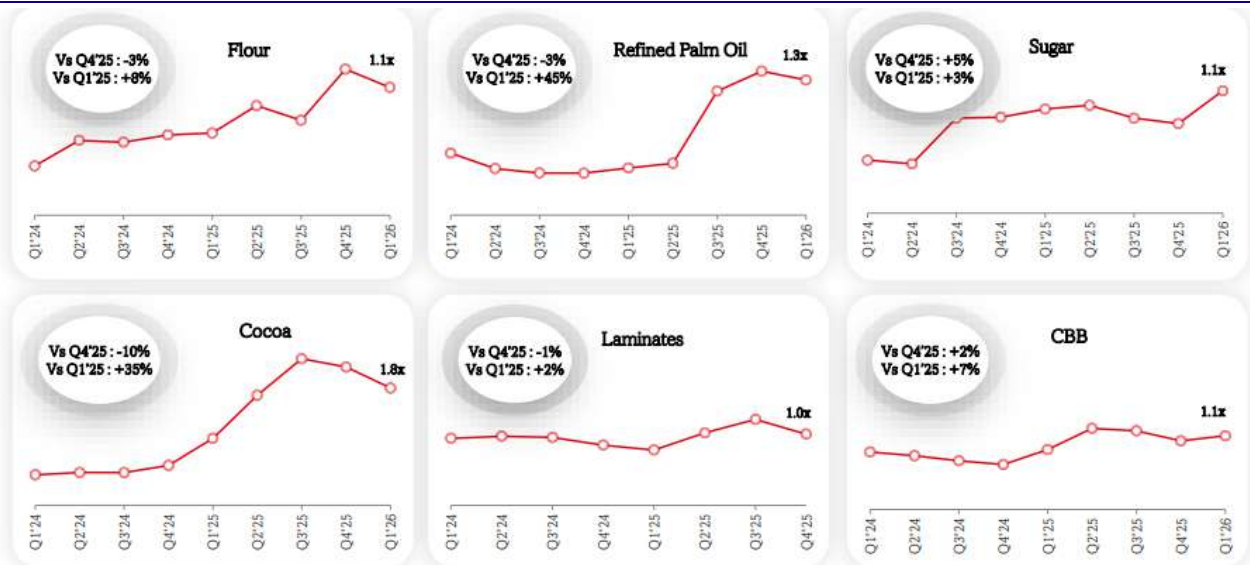 Flour
Vs Q4'25 : -3%
Vs Q1'25 : +8%
1.1x
Q1'24
Q2'24
Q3'24
Q4'24
Q1'25
Q2'25
Q3'25
Q4'25
Q1'26
Refined Palm Oil
Vs Q4'25 : -3%
Vs Q1'25 : +45%
1.3x
Q1'24
Q2'24
Q3'24
Q4'24
Q1'25
Q2'25
Q3'25
Q4'25
Q1'26
Sugar
Vs Q4'25 : +5%
Vs Q1'25 : +3%
1.1x
Q1'24
Q2'24
Q3'24
Q4'24
Q1'25
Q2'25
Q3'25
Q4'25
Q1'26
Cocoa
Vs Q4'25 : -10%
Vs Q1'25 : +35%
1.8x
Q1'24
Q2'24
Q3'24
Q4'24
Q1'25
Q2'25
Q3'25
Q4'25
Q1'26
Laminates
Vs Q4'25 : -1%
Vs Q1'25 : +2%
1.0x
Q1'24
Q2'24
Q3'24
Q4'24
Q1'25
Q2'25
Q3'25
Q4'25
CBB
Vs Q4'25 : +2%
Vs Q1'25 : +7%
1.1x
Q1'24
Q2'24
Q3'24
Q4'24
Q1'25
Q2'25
Q3'25
Q4'25
Q1'26